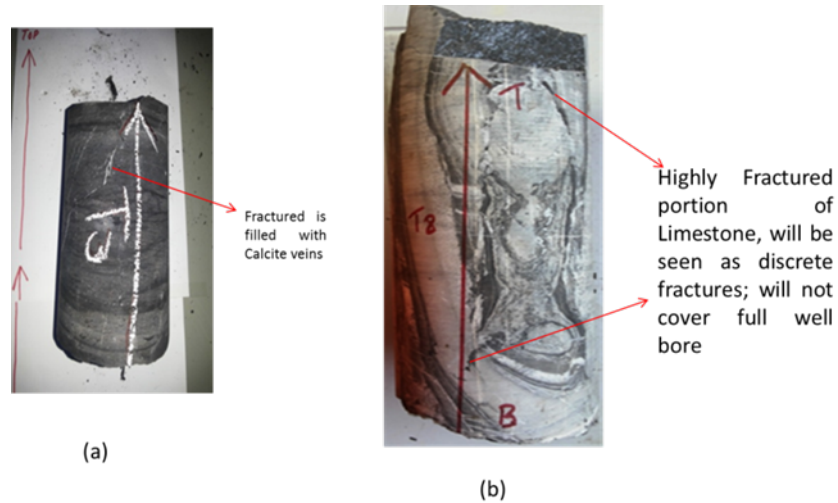 TOP
T2
Fractured is
filled with
Calcite veins
(a)
T
T8
B
Highly Fractured
portion of
Limestone, will be
seen as discrete
fractures; will not
cover full well
bore
(b)